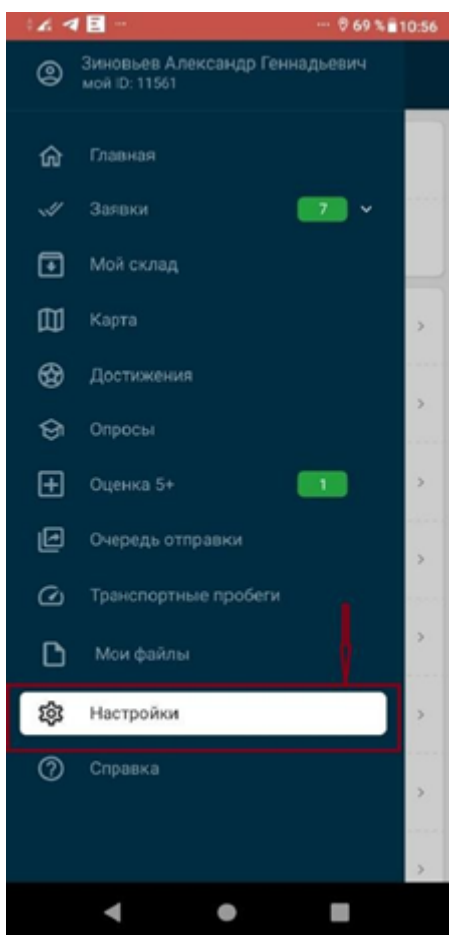 69 % 10:56
Зиновьев Александр Геннадьевич
мой ID: 11561
Главная
Заявки 7
Мой склад
Карта
Достижения
Опросы
Оценка 5+ 1
Очередь отправки
Транспортные пробеги
Мои файлы
Настройки
Справка